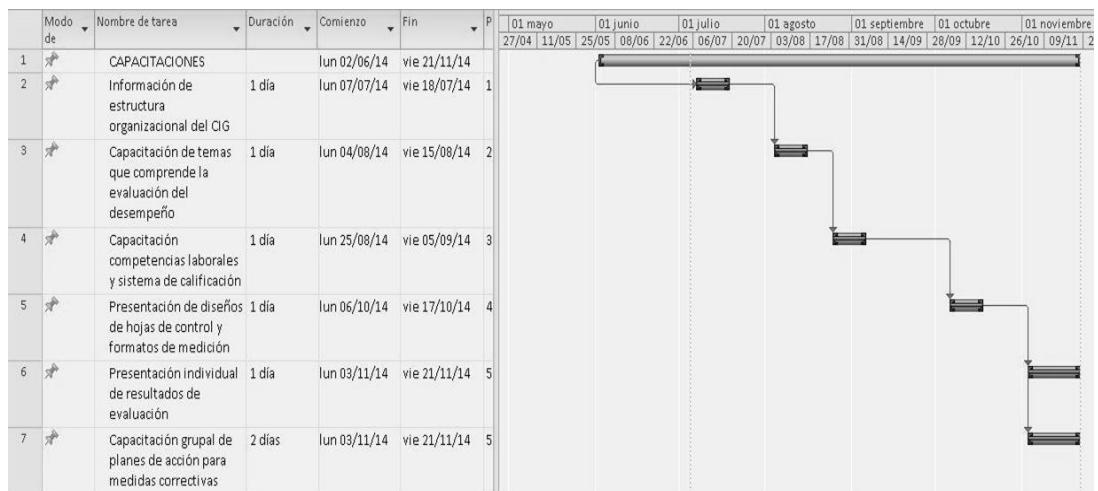 Modo de Nombre de tarea Duración Comienzo Fin P
01 mayo 01 junio 01 julio 01 agosto 01 septiembre 01 octubre 01 noviembre
27/04 11/05 25/05 08/06 22/06 06/07 20/07 03/08 17/08 31/08 14/09 28/09 12/10 26/10 09/11 2
1 CAPACITACIONES lun 02/06/14 vie 21/11/14
2 Información de 1 día lun 07/07/14 vie 18/07/14 1
estructura
organizacional del CIG
3 Capacitación de temas 1 día lun 04/08/14 vie 15/08/14 2
que comprende la
evaluación del
desempeño
4 Capacitación 1 día lun 25/08/14 vie 05/09/14 3
competencias laborales
y sistema de calificación
5 Presentación de diseños 1 día lun 06/10/14 vie 17/10/14 4
de hojas de control y
formatos de medición
6 Presentación individual 1 día lun 03/11/14 vie 21/11/14 5
de resultados de
evaluación
7 Capacitación grupal de 2 días lun 03/11/14 vie 21/11/14 5
planes de acción para
medidas correctivas